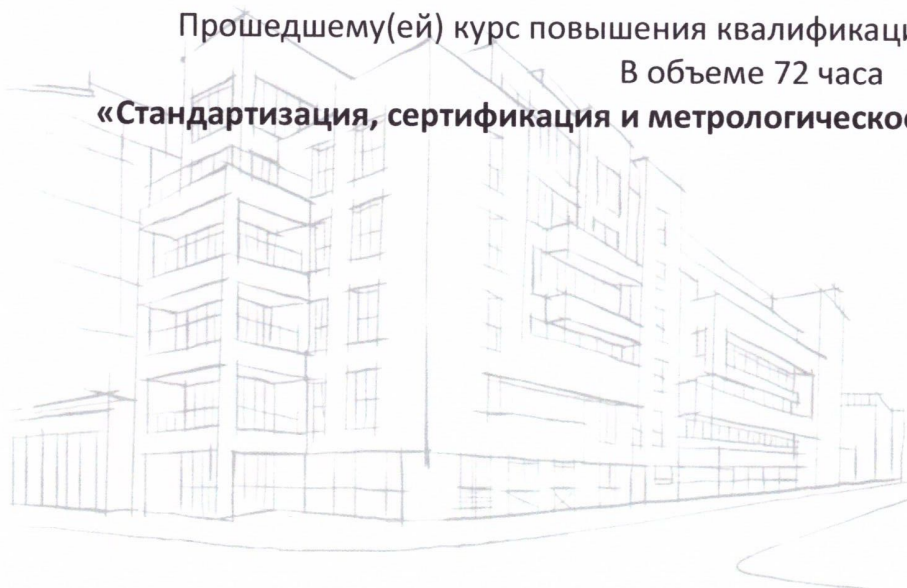 Прошедшему(ей) курс повышения квалификаци
В объеме 72 часа
«Стандартизация, сертификация и метрологическое